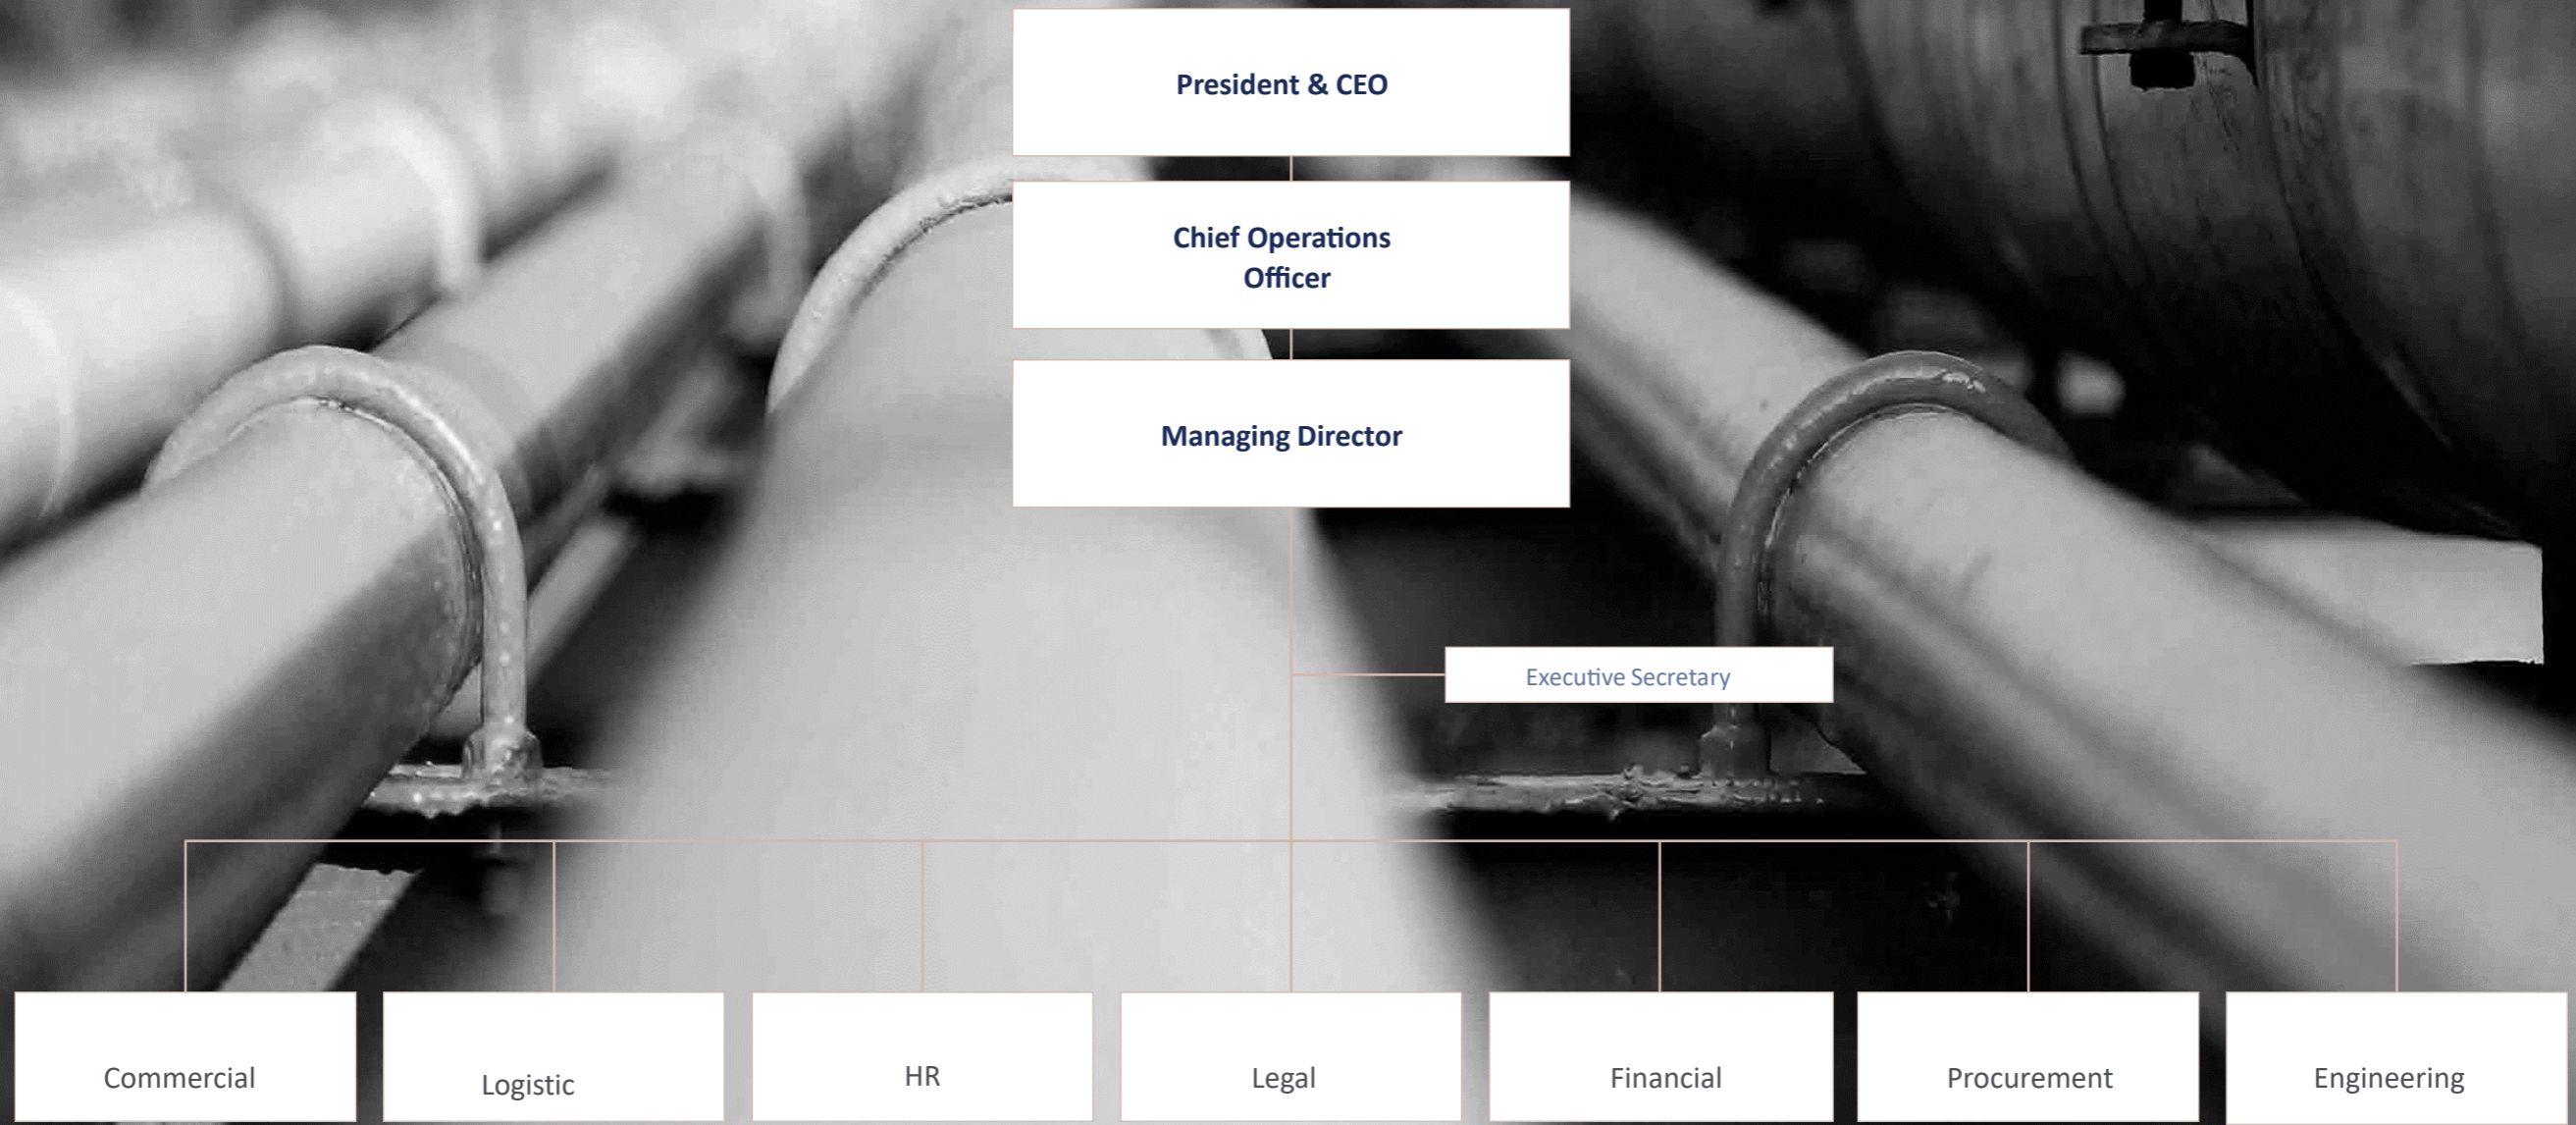 President & CEO
Chief Operations
Officer
Managing Director
Executive Secretary
Commercial
Logistic
HR
Legal
Financial
Procurement
Engineering